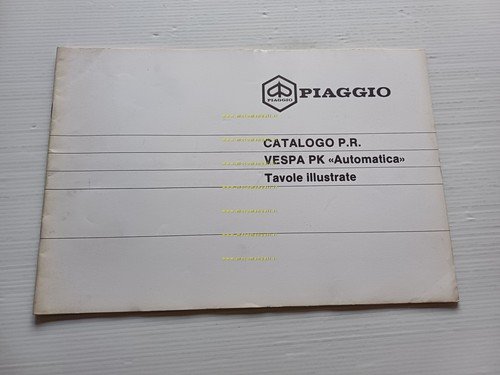 PIAGGIO
PIAGGIO
CATALOGO P.R.
VESPA PK «Automatica»
Tavole illustrate